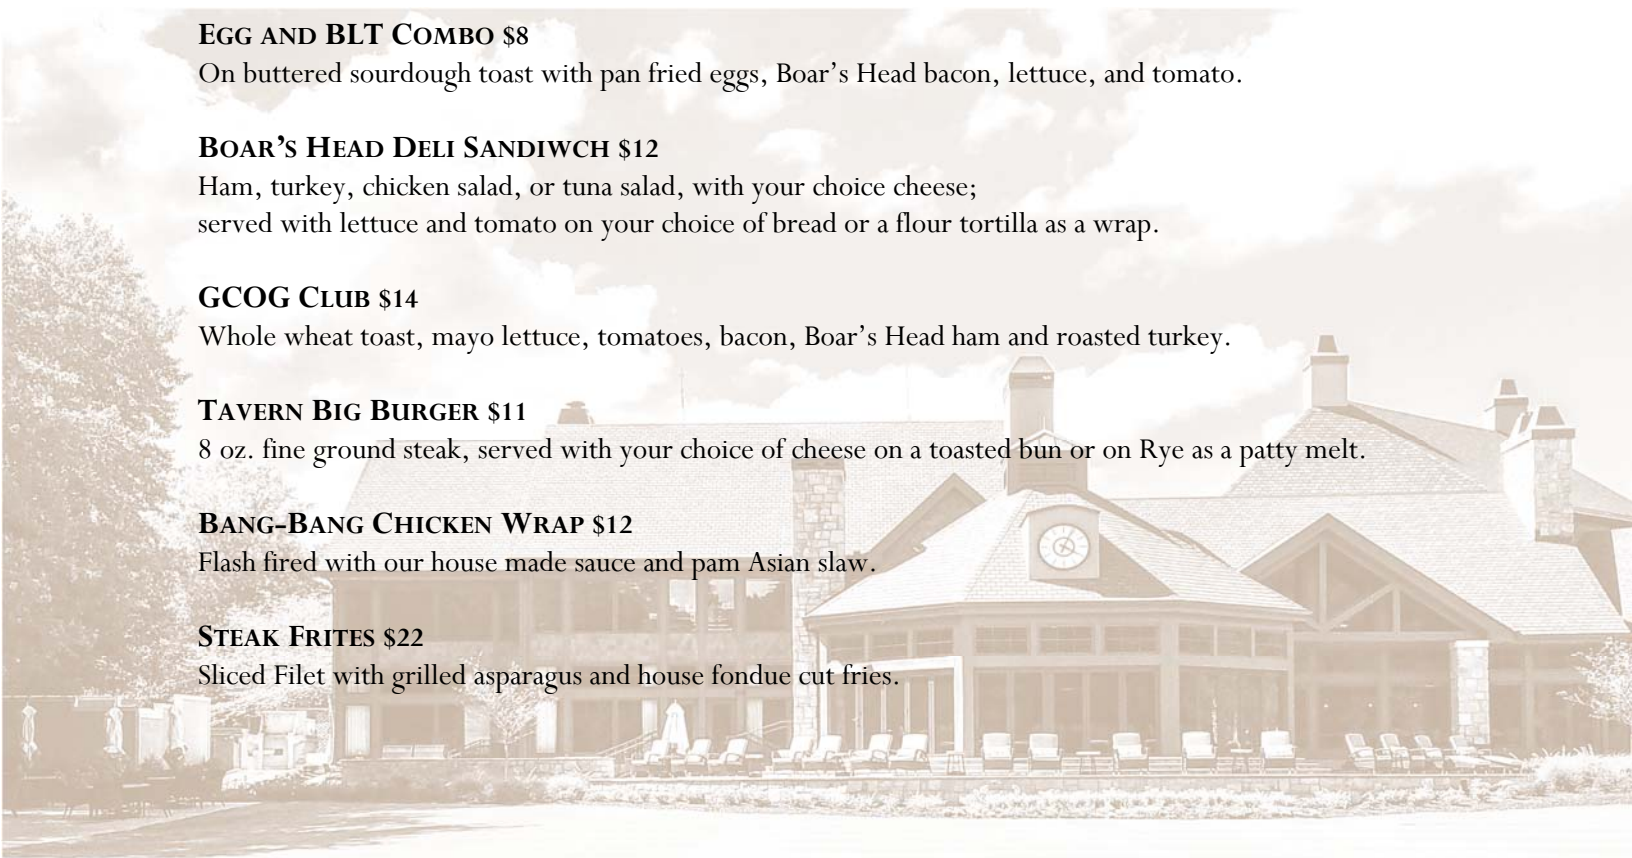 EGG AND BLT COMBO $8
On buttered sourdough toast with pan fried eggs, Boar’s Head bacon, lettuce, and tomato.
BOAR’S HEAD DELI SANDIWCH $12
Ham, turkey, chicken salad, or tuna salad, with your choice cheese;
served with lettuce and tomato on your choice of bread or a flour tortilla as a wrap.
GCOG CLUB $14
Whole wheat toast, mayo lettuce, tomatoes, bacon, Boar’s Head ham and roasted turkey.
TAVERN BIG BURGER $11
8 oz. fine ground steak, served with your choice of cheese on a toasted bun or on Rye as a patty melt.
BANG-BANG CHICKEN WRAP $12
Flash fired with our house made sauce and pam Asian slaw.
STEAK FRITES $22
Sliced Filet with grilled asparagus and house fondue cut fries.